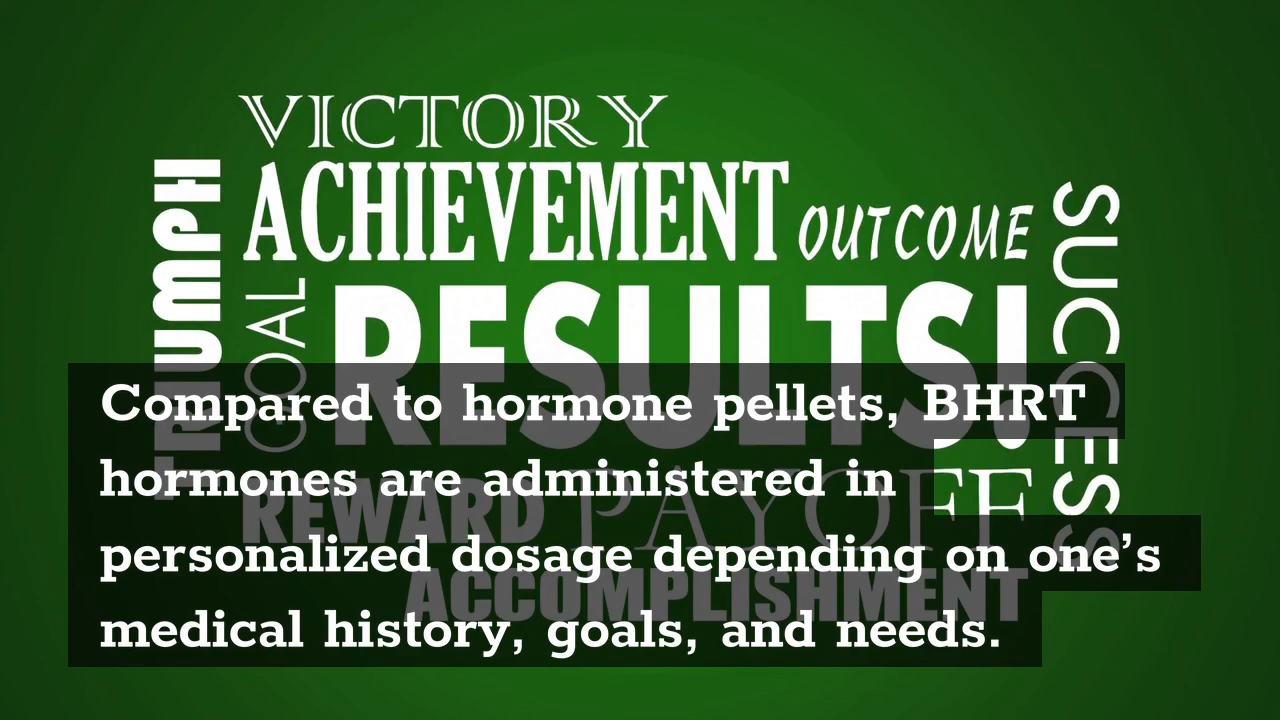 VICTORY
TRIUMPH
ACHIEVEMENT
OUTCOME
SUCCESS
GOAL
RESULTS!
REWARD
PAYOFF
ACCOMPLISHMENT
Compared to hormone pellets, BHRT
hormones are administered in
personalized dosage depending on one’s
medical history, goals, and needs.